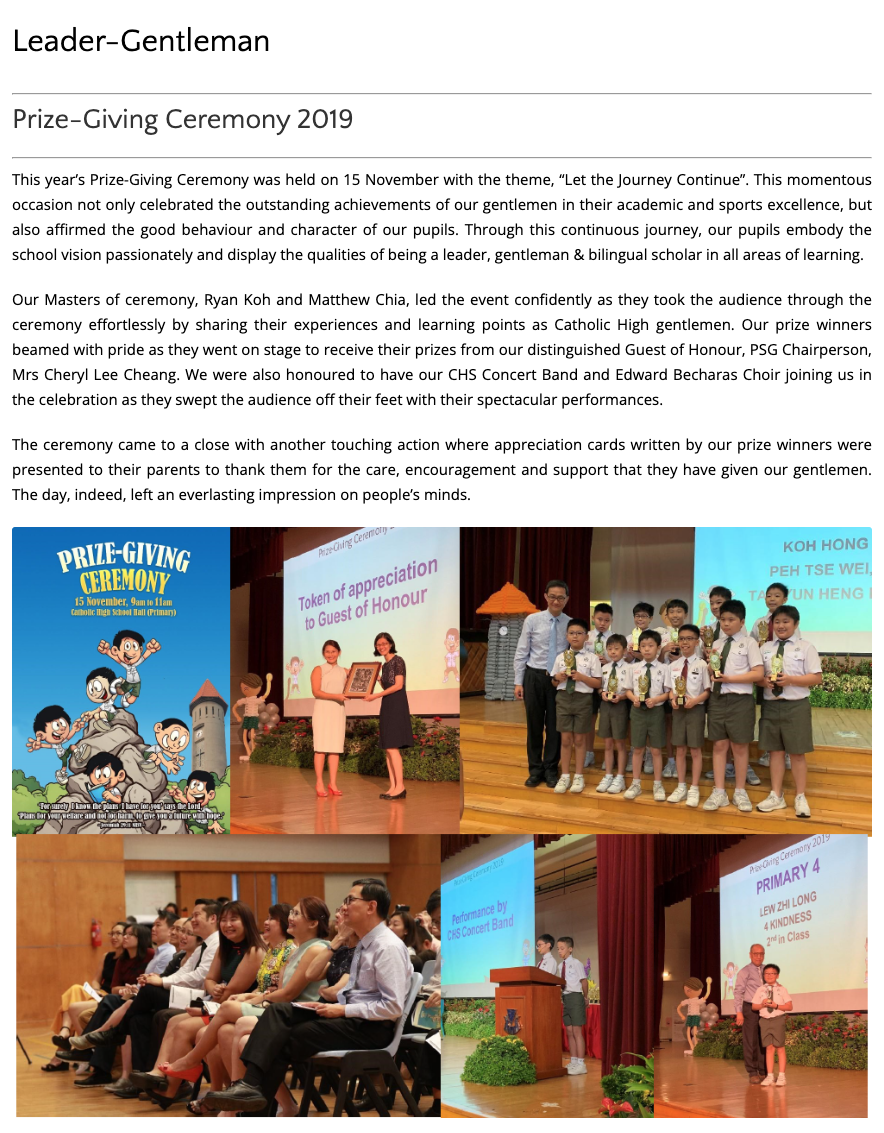 Leader-Gentleman
Prize-Giving Ceremony 2019
This year’s Prize-Giving Ceremony was held on 15 November with the theme, “Let the Journey Continue”. This momentous
occasion not only celebrated the outstanding achievements of our gentlemen in their academic and sports excellence, but
also affirmed the good behaviour and character of our pupils. Through this continuous journey, our pupils embody the
school vision passionately and display the qualities of being a leader, gentleman & bilingual scholar in all areas of learning.
Our Masters of ceremony, Ryan Koh and Matthew Chia, led the event confidently as they took the audience through the
ceremony effortlessly by sharing their experiences and learning points as Catholic High gentlemen. Our prize winners
beamed with pride as they went on stage to receive their prizes from our distinguished Guest of Honour, PSG Chairperson,
Mrs Cheryl Lee Cheang. We were also honoured to have our CHS Concert Band and Edward Becharas Choir joining us in
the celebration as they swept the audience off their feet with their spectacular performances.
The ceremony came to a close with another touching action where appreciation cards written by our prize winners were
presented to their parents to thank them for the care, encouragement and support that they have given our gentlemen.
The day, indeed, left an everlasting impression on people’s minds.
PRIZE-GIVING
CEREMONY
15 November, 9am to 11am
Catholic High School Hall (Primary)
'For surely I know the plans I have for you' says the Lord,
'Plans for your welfare and not for harm, to give you a future with hope.'
Prize-Giving Ceremony
Token of appreciation
to Guest of Honour
KOH HONG
PEH TSE WEI,
YUN HENG
Prize-Giving Ceremony 2019
Performance by
CHS Concert Band
Prize-Giving Ceremony 2019
PRIMARY 4
LEW ZHI LONG
4 KINDNESS
2nd in Class